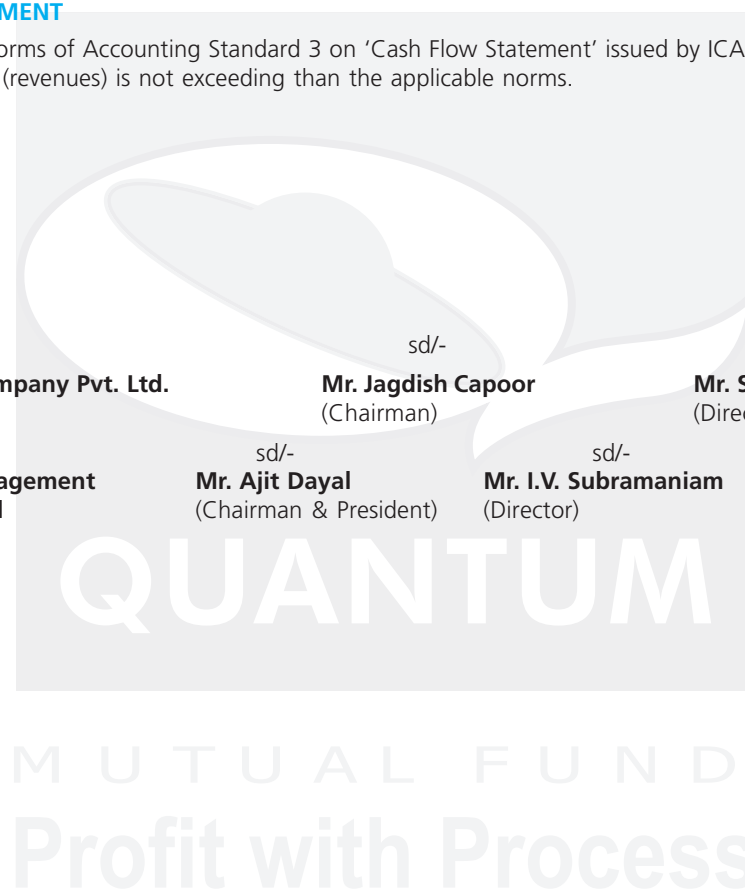 MENT
orms of Accounting Standard 3 on ‘Cash Flow Statement’ issued by ICA
(revenues) is not exceeding than the applicable norms.
sd/-
mpany Pvt. Ltd. Mr. Jagdish Capoor Mr. S
(Chairman) (Direc
sd/- sd/-
agement Mr. Ajit Dayal Mr. I.V. Subramaniam
(Chairman & President) (Director)
QUANTUM
MUTUAL FUND
Profit with Process